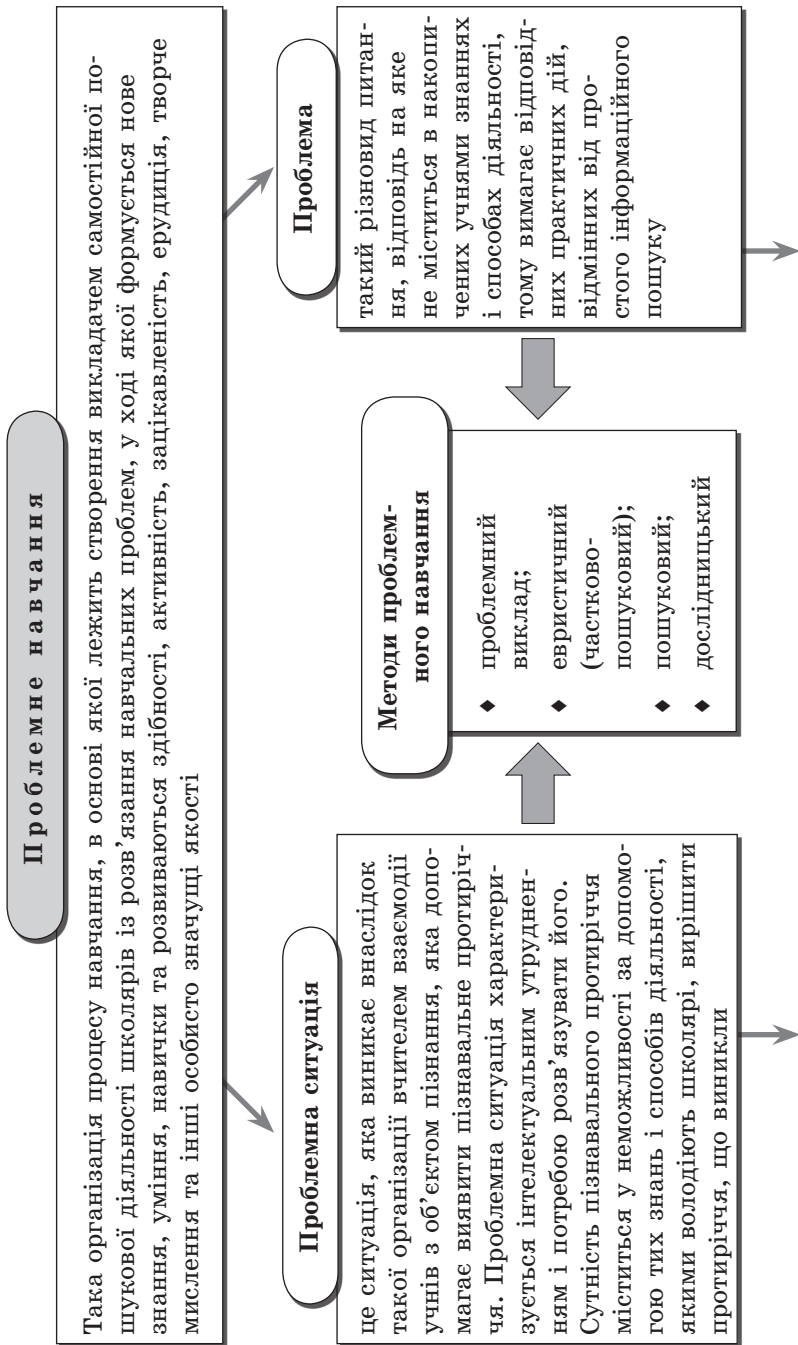 Проблемне навчання
Така організація процесу навчання, в основі якої лежить створення викладачем самостійної по-
шукової діяльності школярів із розв’язання навчальних проблем, у ході якої формується нове
знання, уміння, навички та розвиваються здібності, активність, зацікавленість, ерудиція, творче
мислення та інші особисто значущі якості
Проблемна ситуація
це ситуація, яка виникає внаслідок
такої організації вчителем взаємодії
учнів з об’єктом пізнання, яка допо-
магає виявити пізнавальне протиріч-
чя. Проблемна ситуація характери-
зується інтелектуальним утруднен-
ням і потребою розв’язувати його.
Сутність пізнавального протиріччя
міститься у неможливості за допомо-
гою тих знань і способів діяльності,
якими володіють школярі, вирішити
протиріччя, що виникли
Методи проблем-
ного навчання
♦ проблемний
виклад;
♦ евристичний
(частково-
пошуковий);
♦ пошуковий;
♦ дослідницький
Проблема
такий різновид питан-
ня, відповідь на яке
не міститься в накопи-
чених учнями знаннях
і способах діяльності,
тому вимагає відповід-
них практичних дій,
відмінних від про-
стого інформаційного
пошуку